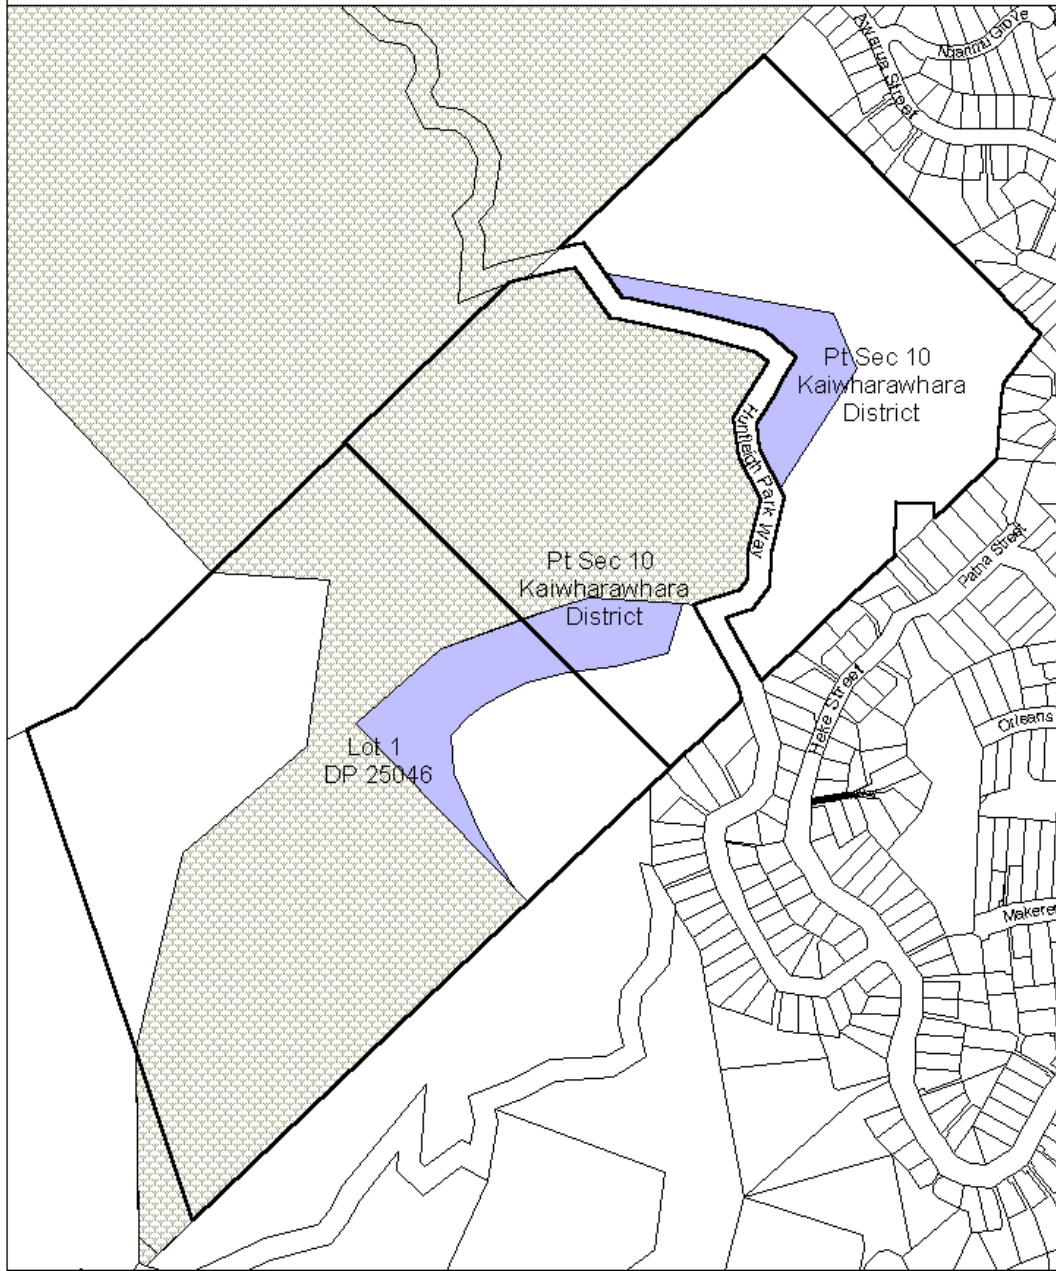 Awarua Street
Ngannu Grove
Pt Sec 10
Kaiwharawhara
District
Huntleigh Park Way
Patna Street
Pt Sec 10
Kaiwharawhara
District
Heke Street
Orleans
Lot 1
DP 25046
Makere